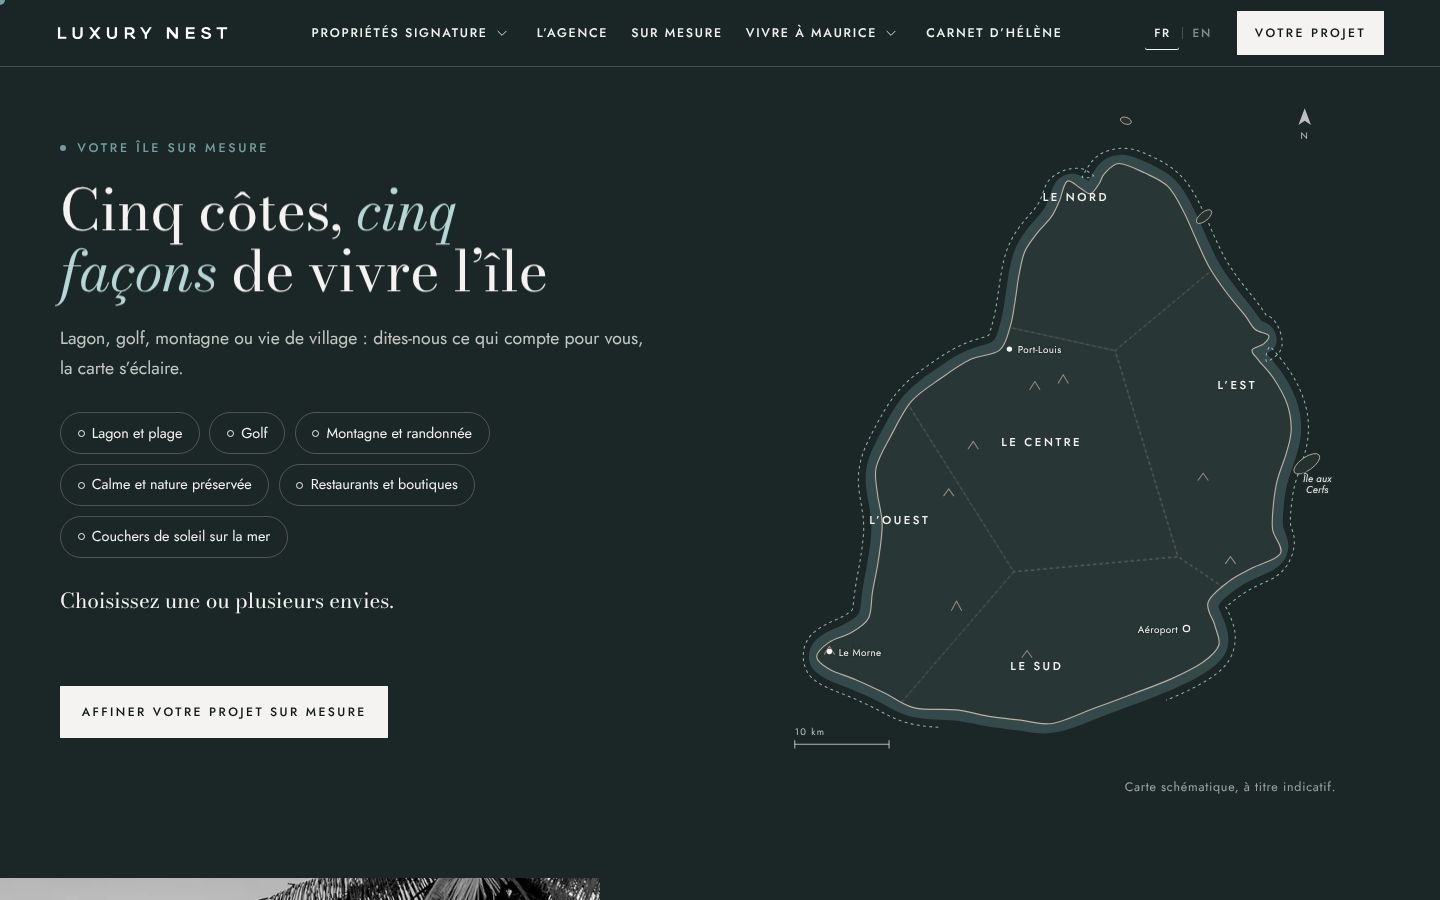 LUXURY NEST
PROPRIÉTÉS SIGNATURE
L’AGENCE
SUR MESURE
VIVRE À MAURICE
CARNET D’HÉLÈNE
FR
EN
VOTRE PROJET
VOTRE ÎLE SUR MESURE
Cinq côtes, cinq
façons de vivre l’île
Lagon, golf, montagne ou vie de village : dites-nous ce qui compte pour vous,
la carte s’éclaire.
Lagon et plage
Golf
Montagne et randonnée
Calme et nature préservée
Restaurants et boutiques
Couchers de soleil sur la mer
Choisissez une ou plusieurs envies.
AFFINER VOTRE PROJET SUR MESURE
N
LE NORD
Port-Louis
L’EST
LE CENTRE
Île aux
Cerfs
L’OUEST
Aéroport
Le Morne
LE SUD
10 km
Carte schématique, à titre indicatif.